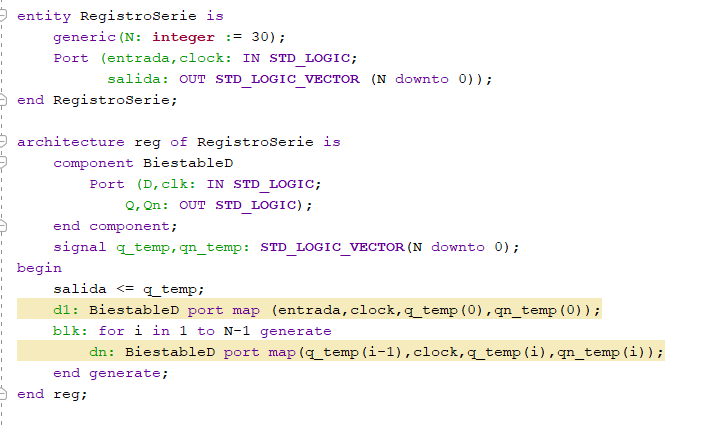 entity RegistroSerie is
    generic(N: integer := 30);
    Port (entrada,clock: IN STD_LOGIC;
          salida: OUT STD_LOGIC_VECTOR (N downto 0));
end RegistroSerie;

architecture reg of RegistroSerie is
    component BiestableD
        Port (D,clk: IN STD_LOGIC;
            Q,Qn: OUT STD_LOGIC);
    end component;
    signal q_temp,qn_temp: STD_LOGIC_VECTOR(N downto 0);
begin
    salida <= q_temp;
    d1: BiestableD port map (entrada,clock,q_temp(0),qn_temp(0));
    blk: for i in 1 to N-1 generate
        dn: BiestableD port map(q_temp(i-1),clock,q_temp(i),qn_temp(i));
    end generate;
end reg;